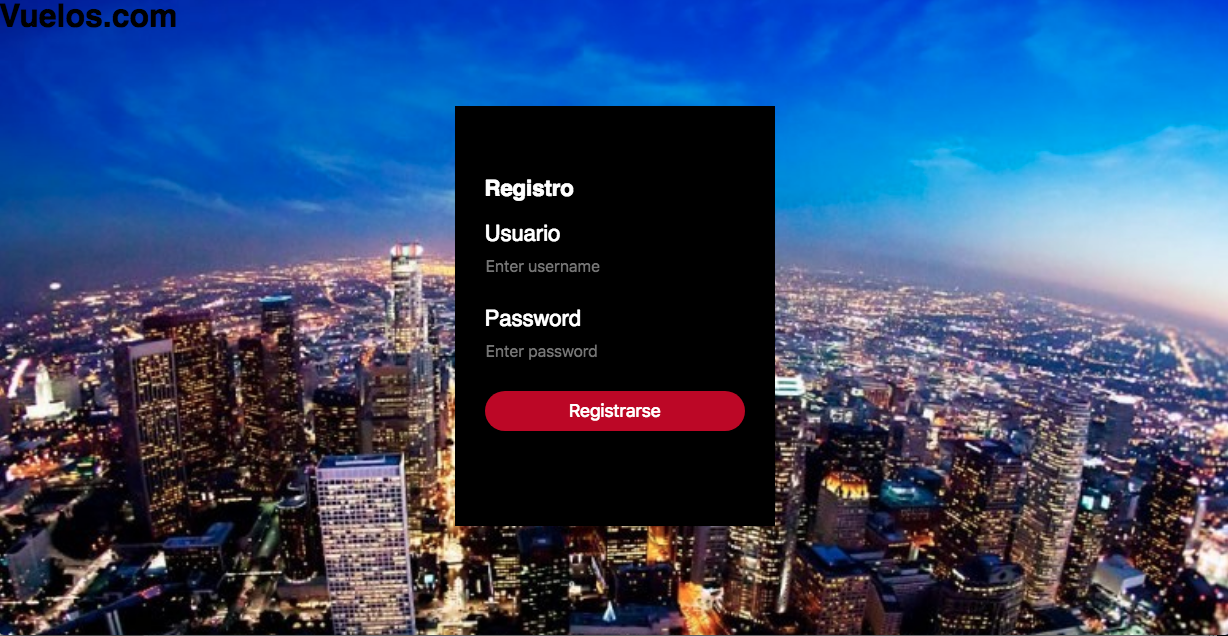 Vuelos.com
Registro
Usuario
Enter username
Password
Enter password
Registrarse